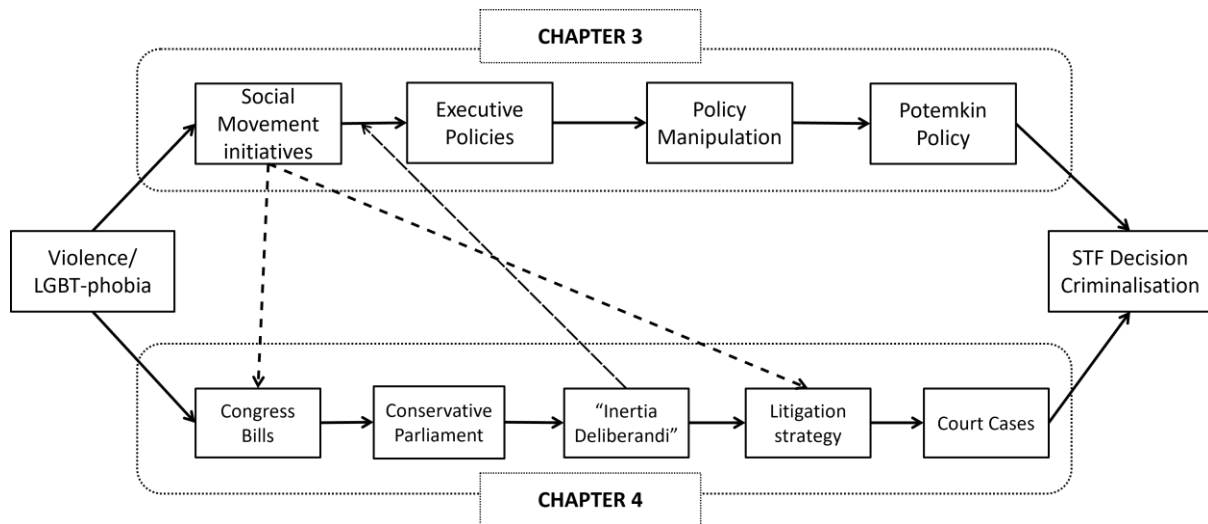 CHAPTER 3
Social
Movement
initiatives
Executive
Policies
Policy
Manipulation
Potemkin
Policy
Violence/
LGBT-phobia
STF Decision
Criminalisation
Congress
Bills
Conservative
Parliament
“Inertia
Deliberandi”
Litigation
strategy
Court Cases
CHAPTER 4